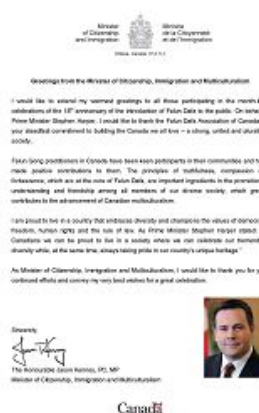 Minister
of Citizenship
and Immigration
Ministre
de la Citoyenneté
et de l'Immigration
Greetings from the Minister of Citizenship, Immigration and Multiculturalism
I would like to extend my warmest greetings to all those participating in the month-l
celebrations of the 18th anniversary of the introduction of Falun Dafa to the public. On behal
Prime Minister Stephen Harper, I would like to thank the Falun Dafa Association of Canada
your steadfast commitment to building the Canada we all love – a strong, united and plural
society.
Falun Gong practitioners in Canada have been keen participants in their communities and h
made positive contributions to them. The principles of truthfulness, compassion
forbearance, which are at the core of Falun Dafa, are important ingredients in the promotion
understanding and friendship among all members of our diverse society, which gre
contributes to the advancement of Canadian multiculturalism.
I am proud to live in a country that embraces diversity and champions the values of democ
freedom, human rights and the rule of law. As Prime Minister Stephen Harper stated
Canadians we can be proud to live in a society where we can celebrate our tremend
diversity while, at the same time, always taking pride in our country's unique heritage."
As Minister of Citizenship, Immigration and Multiculturalism, I would like to thank you for y
continued efforts and convey my very best wishes for a great celebration.
Sincerely,
The Honourable Jason Kenney, PC, MP
Minister of Citizenship, Immigration and Multiculturalism
Canada